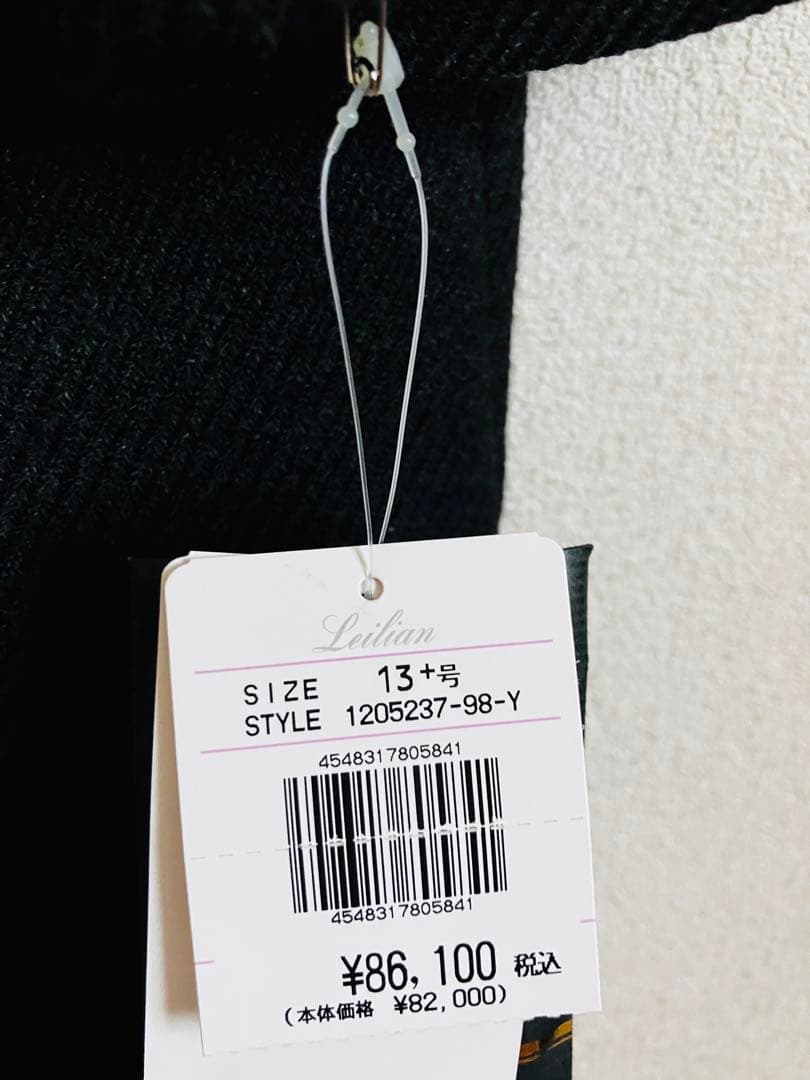 Leilian
SIZE 13⁺号
STYLE 1205237-98-Y
4548317805841
4548317805841
¥86,100 税込
(本体価格 ¥82,000)